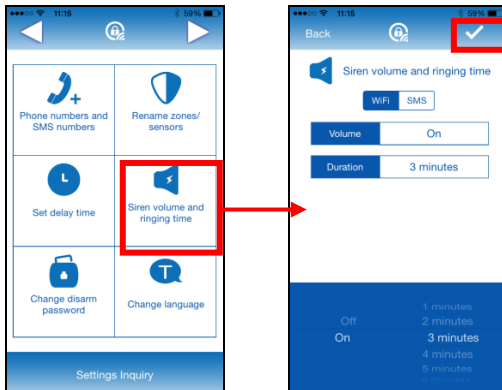 11:15
59%
Phone numbers and
SMS numbers
Rename zones/
sensors
L
Set delay time
Siren volume and
ringing time
Change disarm
password
T
Change language
Settings Inquiry
11:15
59%
Back
Siren volume and ringing time
WiFi SMS
Volume On
Duration 3 minutes
1 minutes
Off 2 minutes
On 3 minutes
4 minutes
5 minutes